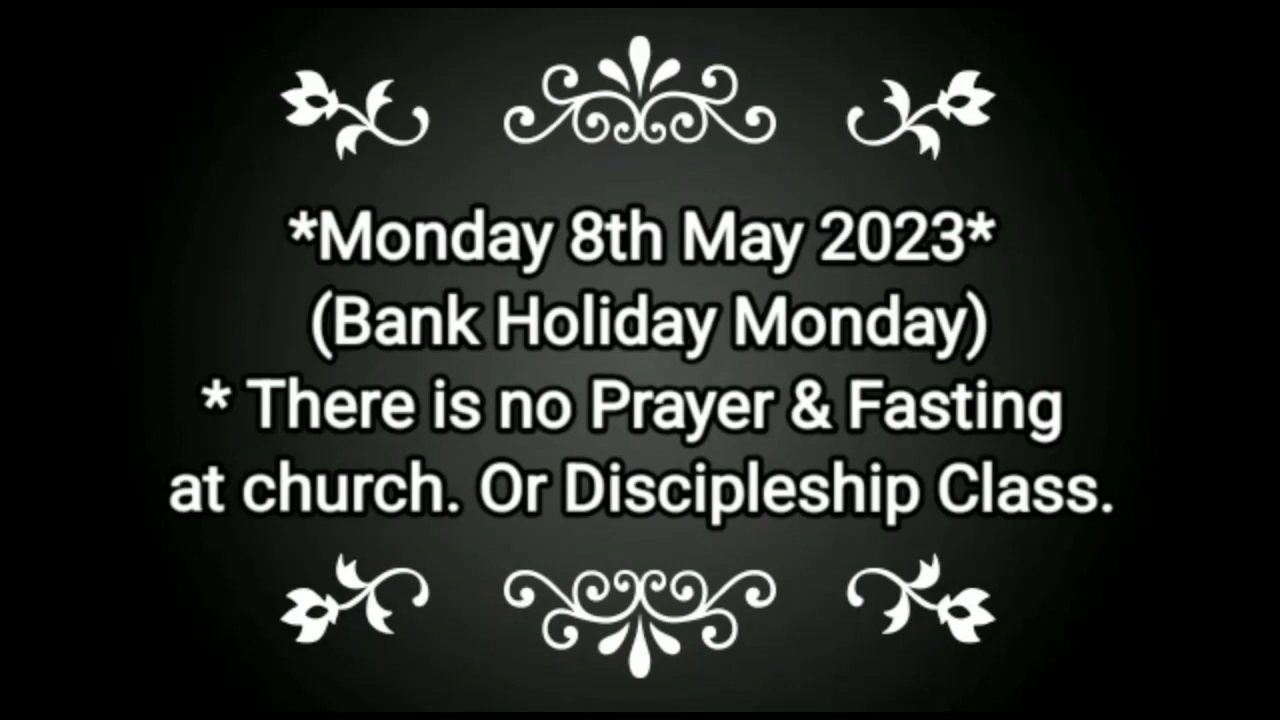 *Monday 8th May 2023*
(Bank Holiday Monday)
* There is no Prayer & Fasting
at church. Or Discipleship Class.